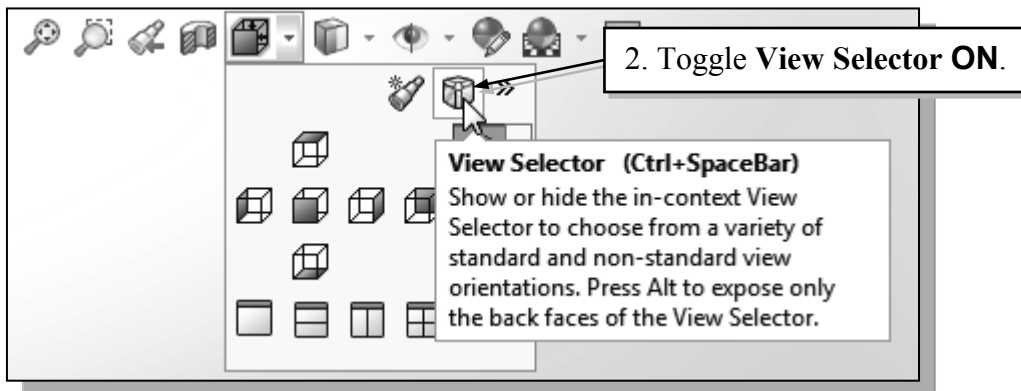 2. Toggle View Selector ON.
View Selector (Ctrl+SpaceBar)
Show or hide the in-context View
Selector to choose from a variety of
standard and non-standard view
orientations. Press Alt to expose only
the back faces of the View Selector.